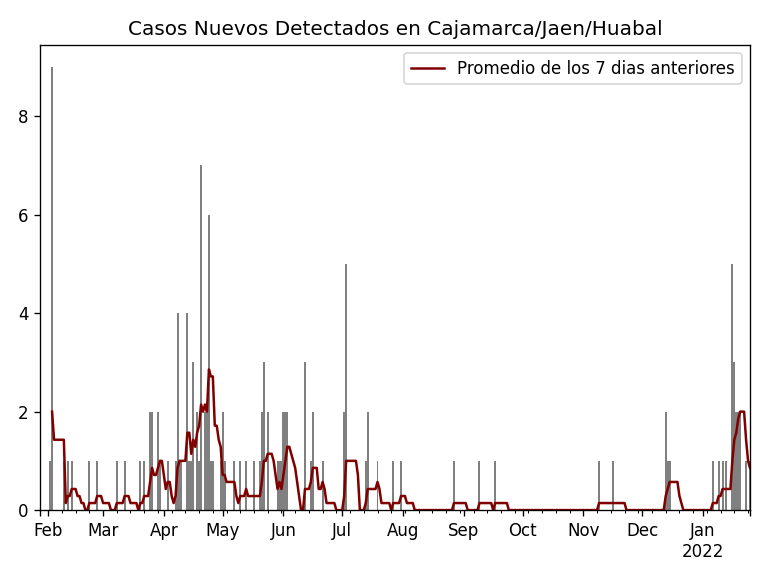 Casos Nuevos Detectados en Cajamarca/Jaen/Huabal
Promedio de los 7 dias anteriores
8
6
4
2
0
Feb Mar Apr May Jun Jul Aug Sep Oct Nov Dec Jan
2022